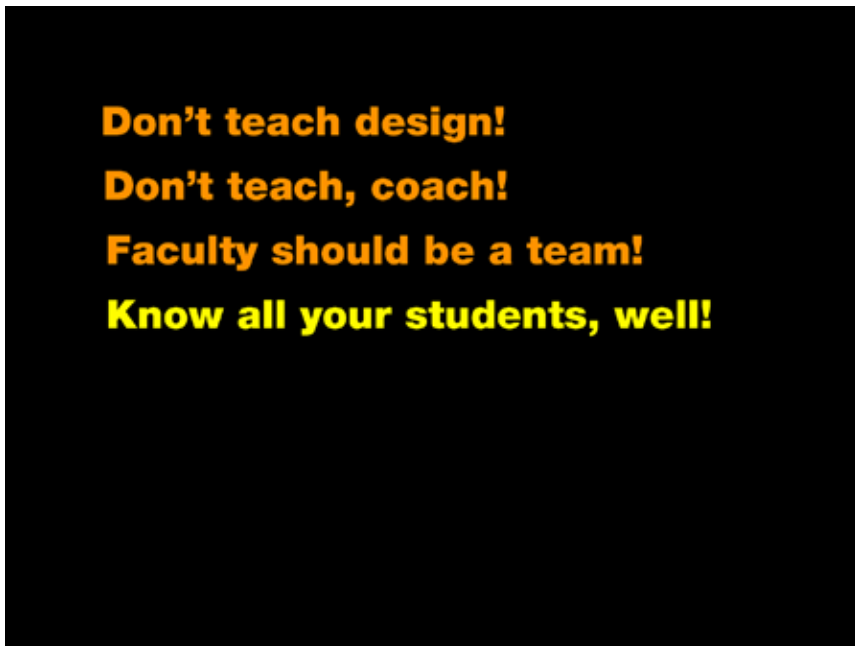 Don’t teach design!
Don’t teach, coach!
Faculty should be a team!
Know all your students, well!